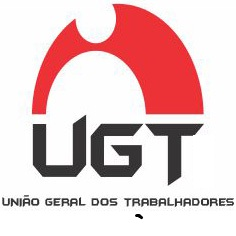 UGT
UNIÃO GERAL DOS TRABALHADORES